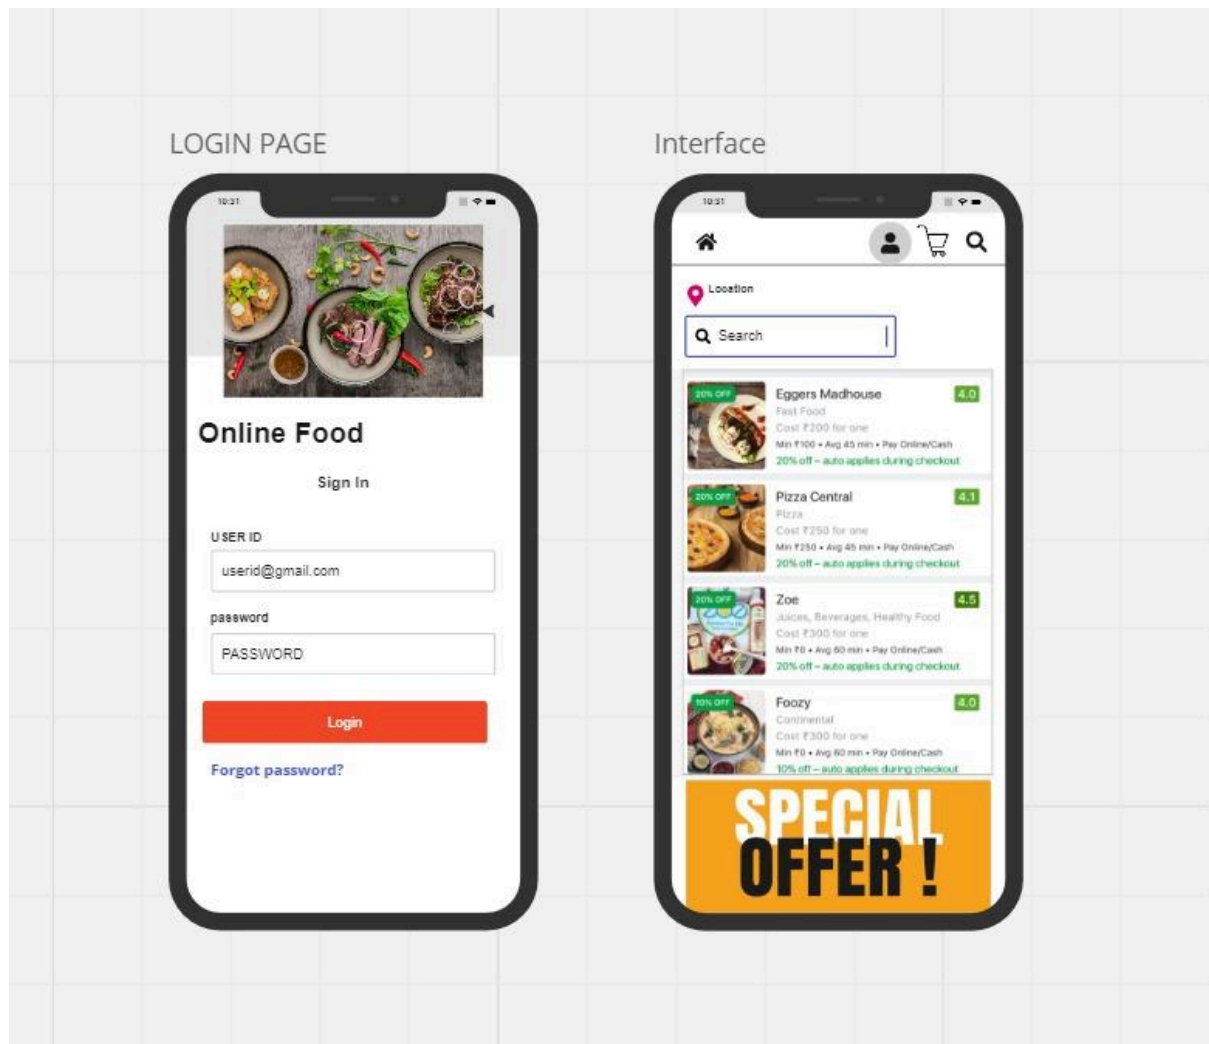 LOGIN PAGE
10:31
Online Food
Sign In
USER ID
userid@gmail.com
password
PASSWORD
Login
Forgot password?
Interface
10:31
Location
Search
20% OFF
Eggers Madhouse
4.0
Fast Food
Cost ₹200 for one
Min ₹100 • Avg 45 min • Pay Online/Cash
20% off – auto applies during checkout
20% OFF
Pizza Central
4.1
Pizza
Cost ₹250 for one
Min ₹250 • Avg 45 min • Pay Online/Cash
20% off – auto applies during checkout
20% OFF
Zoe
4.5
Juices, Beverages, Healthy Food
Cost ₹300 for one
Min ₹0 • Avg 60 min • Pay Online/Cash
20% off – auto applies during checkout
10% OFF
Foozy
4.0
Continental
Cost ₹300 for one
Min ₹0 • Avg 60 min • Pay Online/Cash
10% off – auto applies during checkout
SPECIAL
OFFER !